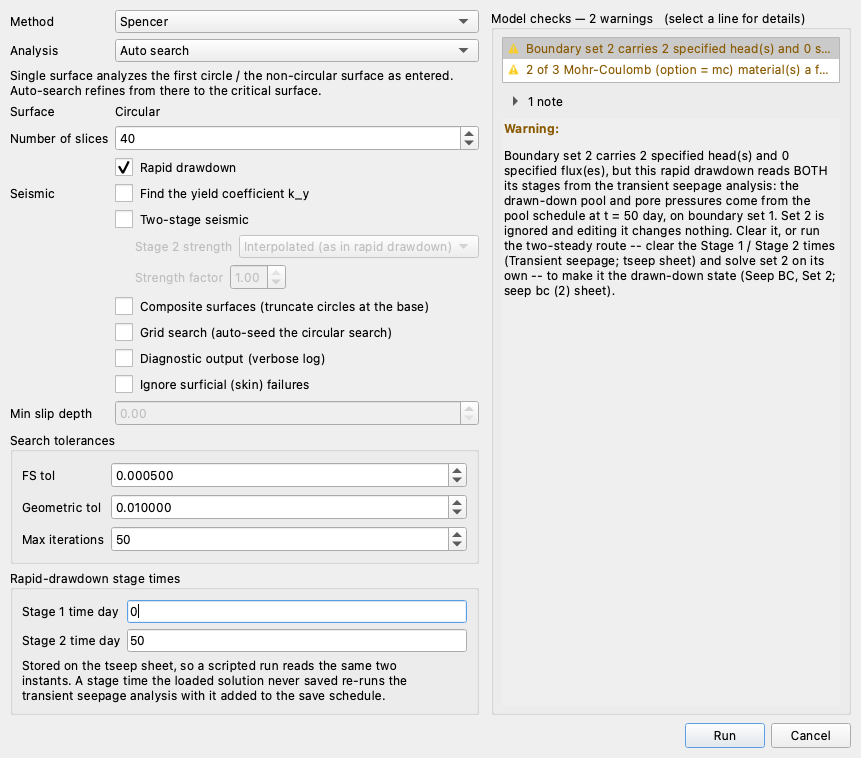 Method
Spencer
Analysis
Auto search
Single surface analyzes the first circle / the non-circular surface as entered.
Auto-search refines from there to the critical surface.
Surface
Circular
Number of slices
40
Rapid drawdown
Seismic
Find the yield coefficient k_y
Two-stage seismic
Stage 2 strength
Interpolated (as in rapid drawdown)
Strength factor
1.00
Composite surfaces (truncate circles at the base)
Grid search (auto-seed the circular search)
Diagnostic output (verbose log)
Ignore surficial (skin) failures
Min slip depth
0.00
Search tolerances
FS tol
0.000500
Geometric tol
0.010000
Max iterations
50
Rapid-drawdown stage times
Stage 1 time day
0
Stage 2 time day
50
Stored on the tseep sheet, so a scripted run reads the same two
instants. A stage time the loaded solution never saved re-runs the
transient seepage analysis with it added to the save schedule.
Model checks — 2 warnings (select a line for details)
Boundary set 2 carries 2 specified head(s) and 0 s...
2 of 3 Mohr-Coulomb (option = mc) material(s) a f...
1 note
Warning:
Boundary set 2 carries 2 specified head(s) and 0
specified flux(es), but this rapid drawdown reads BOTH
its stages from the transient seepage analysis: the
drawn-down pool and pore pressures come from the
pool schedule at t = 50 day, on boundary set 1. Set 2 is
ignored and editing it changes nothing. Clear it, or run
the two-steady route -- clear the Stage 1 / Stage 2 times
(Transient seepage; tseep sheet) and solve set 2 on its
own -- to make it the drawn-down state (Seep BC, Set 2;
seep bc (2) sheet).
Run
Cancel